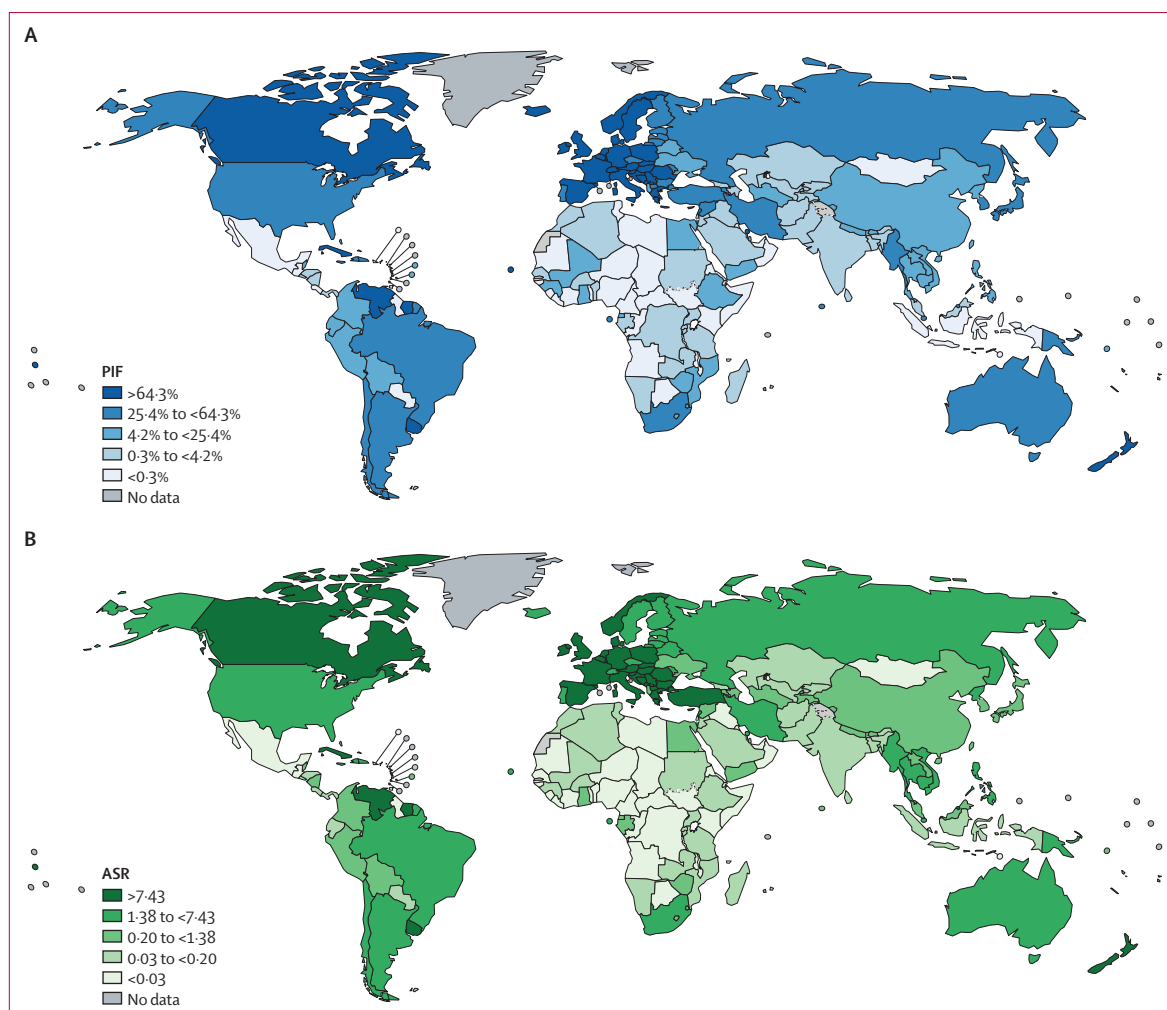 A
PIF
>64·3%
25·4% to <64·3%
4·2% to <25·4%
0·3% to <4·2%
<0·3%
No data
B
ASR
>7·43
1·38 to <7·43
0·20 to <1·38
0·03 to <0·20
<0·03
No data